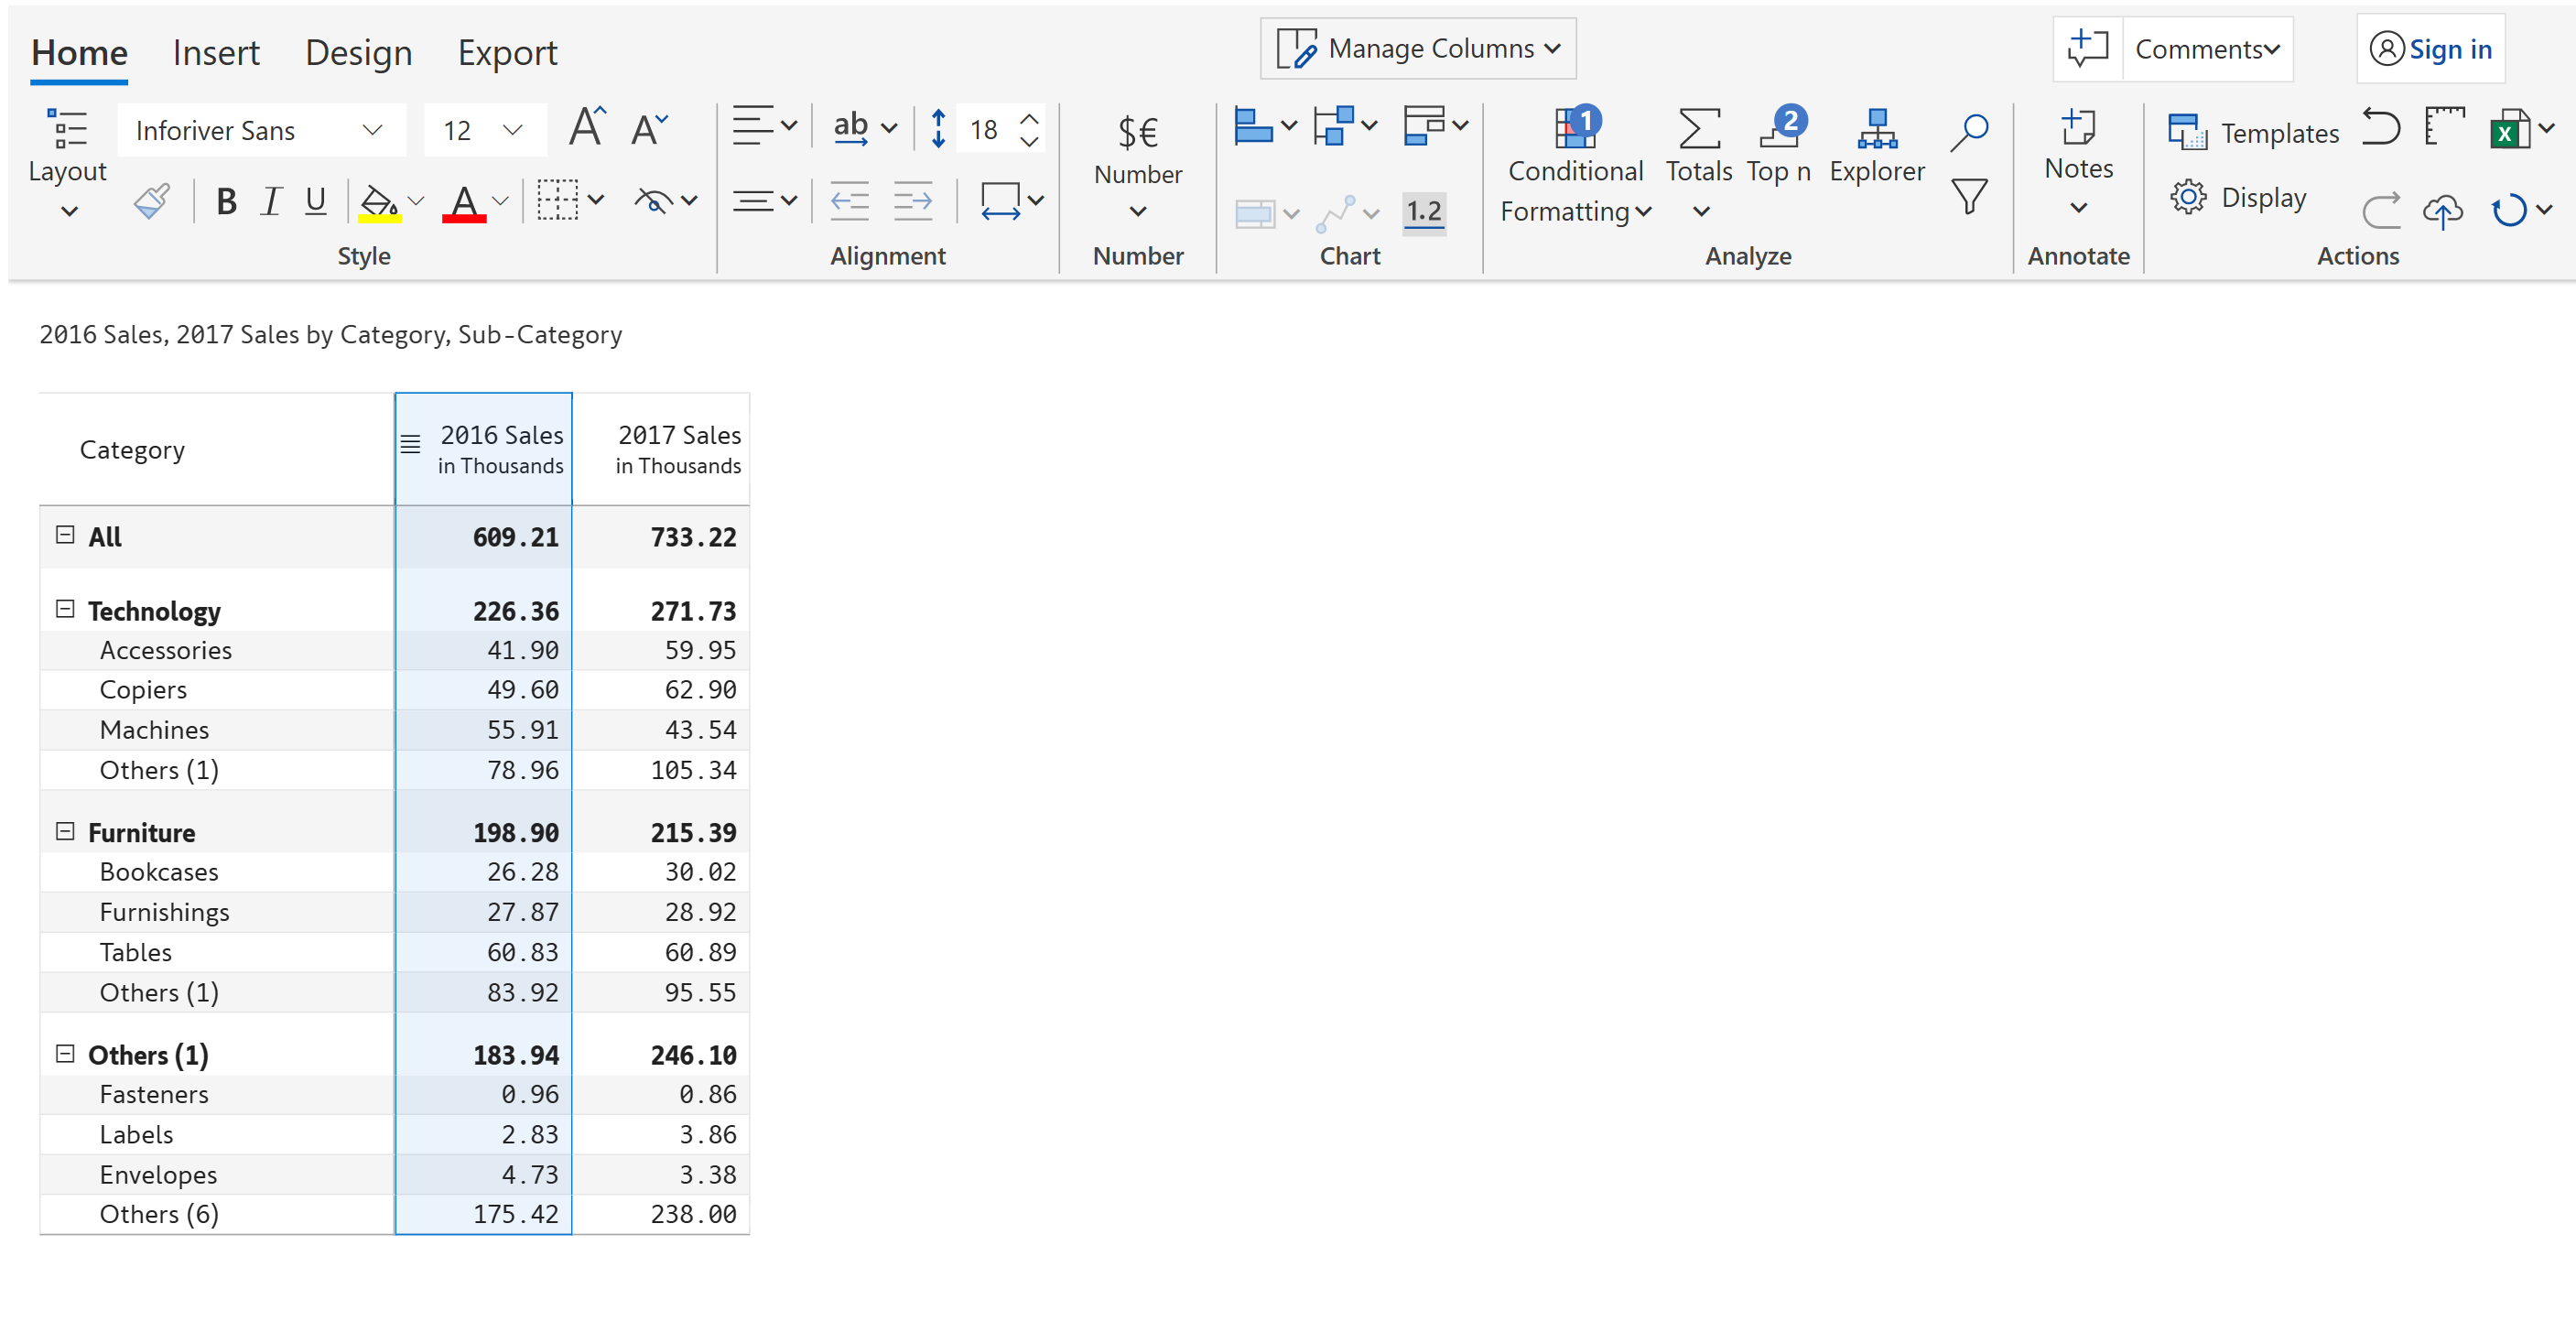 Home Insert Design Export Manage Columns Comments Sign in
Layout Inforiver Sans 12 A A ab 18 $€ Number 1 Conditional Formatting Totals 2 Top n Explorer Notes Templates X
B I U A 1.2 Display
Style Alignment Number Chart Analyze Annotate Actions
2016 Sales, 2017 Sales by Category, Sub-Category
Category 2016 Sales in Thousands 2017 Sales in Thousands
All 609.21 733.22
Technology 226.36 271.73
Accessories 41.90 59.95
Copiers 49.60 62.90
Machines 55.91 43.54
Others (1) 78.96 105.34
Furniture 198.90 215.39
Bookcases 26.28 30.02
Furnishings 27.87 28.92
Tables 60.83 60.89
Others (1) 83.92 95.55
Others (1) 183.94 246.10
Fasteners 0.96 0.86
Labels 2.83 3.86
Envelopes 4.73 3.38
Others (6) 175.42 238.00